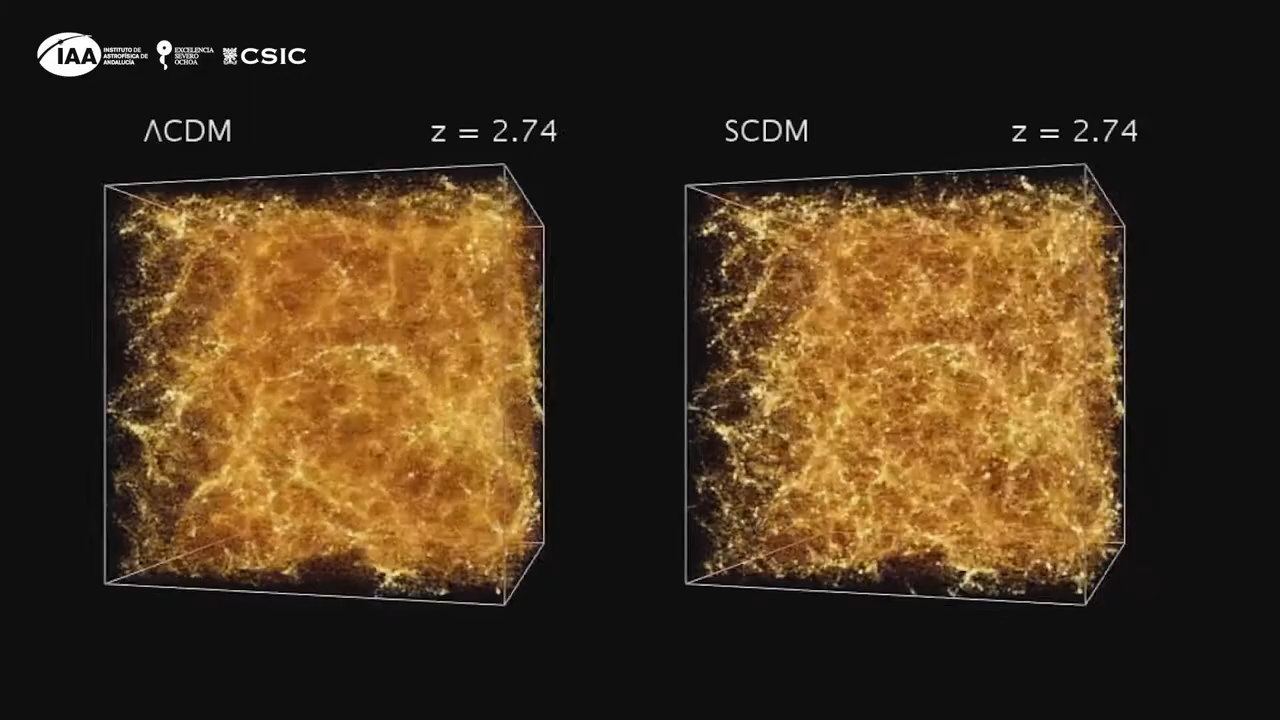 IAA
INSTITUTO DE
ASTROFÍSICA DE
ANDALUCÍA
EXCELENCIA
SEVERO
OCHOA
CSIC
ΛCDM
z = 2.74
SCDM
z = 2.74